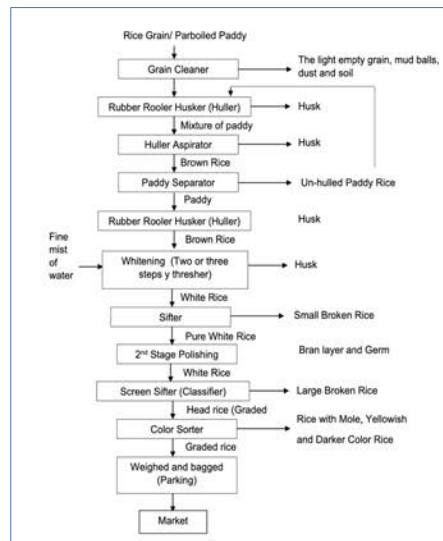 Rice Grain/ Parboiled Paddy
Grain Cleaner
The light empty grain, mud balls,
dust and soil
Rubber Rooler Husker (Huller)
Husk
Mixture of paddy
Huller Aspirator
Husk
Brown Rice
Paddy Separator
Un-hulled Paddy Rice
Paddy
Rubber Rooler Husker (Huller)
Husk
Brown Rice
Fine
mist
of
water
Whitening (Two or three
steps y thresher)
Husk
White Rice
Sifter
Small Broken Rice
Pure White Rice
2nd Stage Polishing
Bran layer and Germ
White Rice
Screen Sifter (Classifier)
Large Broken Rice
Head rice (Graded
Color Sorter
Rice with Mole, Yellowish
and Darker Color Rice
Graded rice
Weighed and bagged
(Parking)
Market